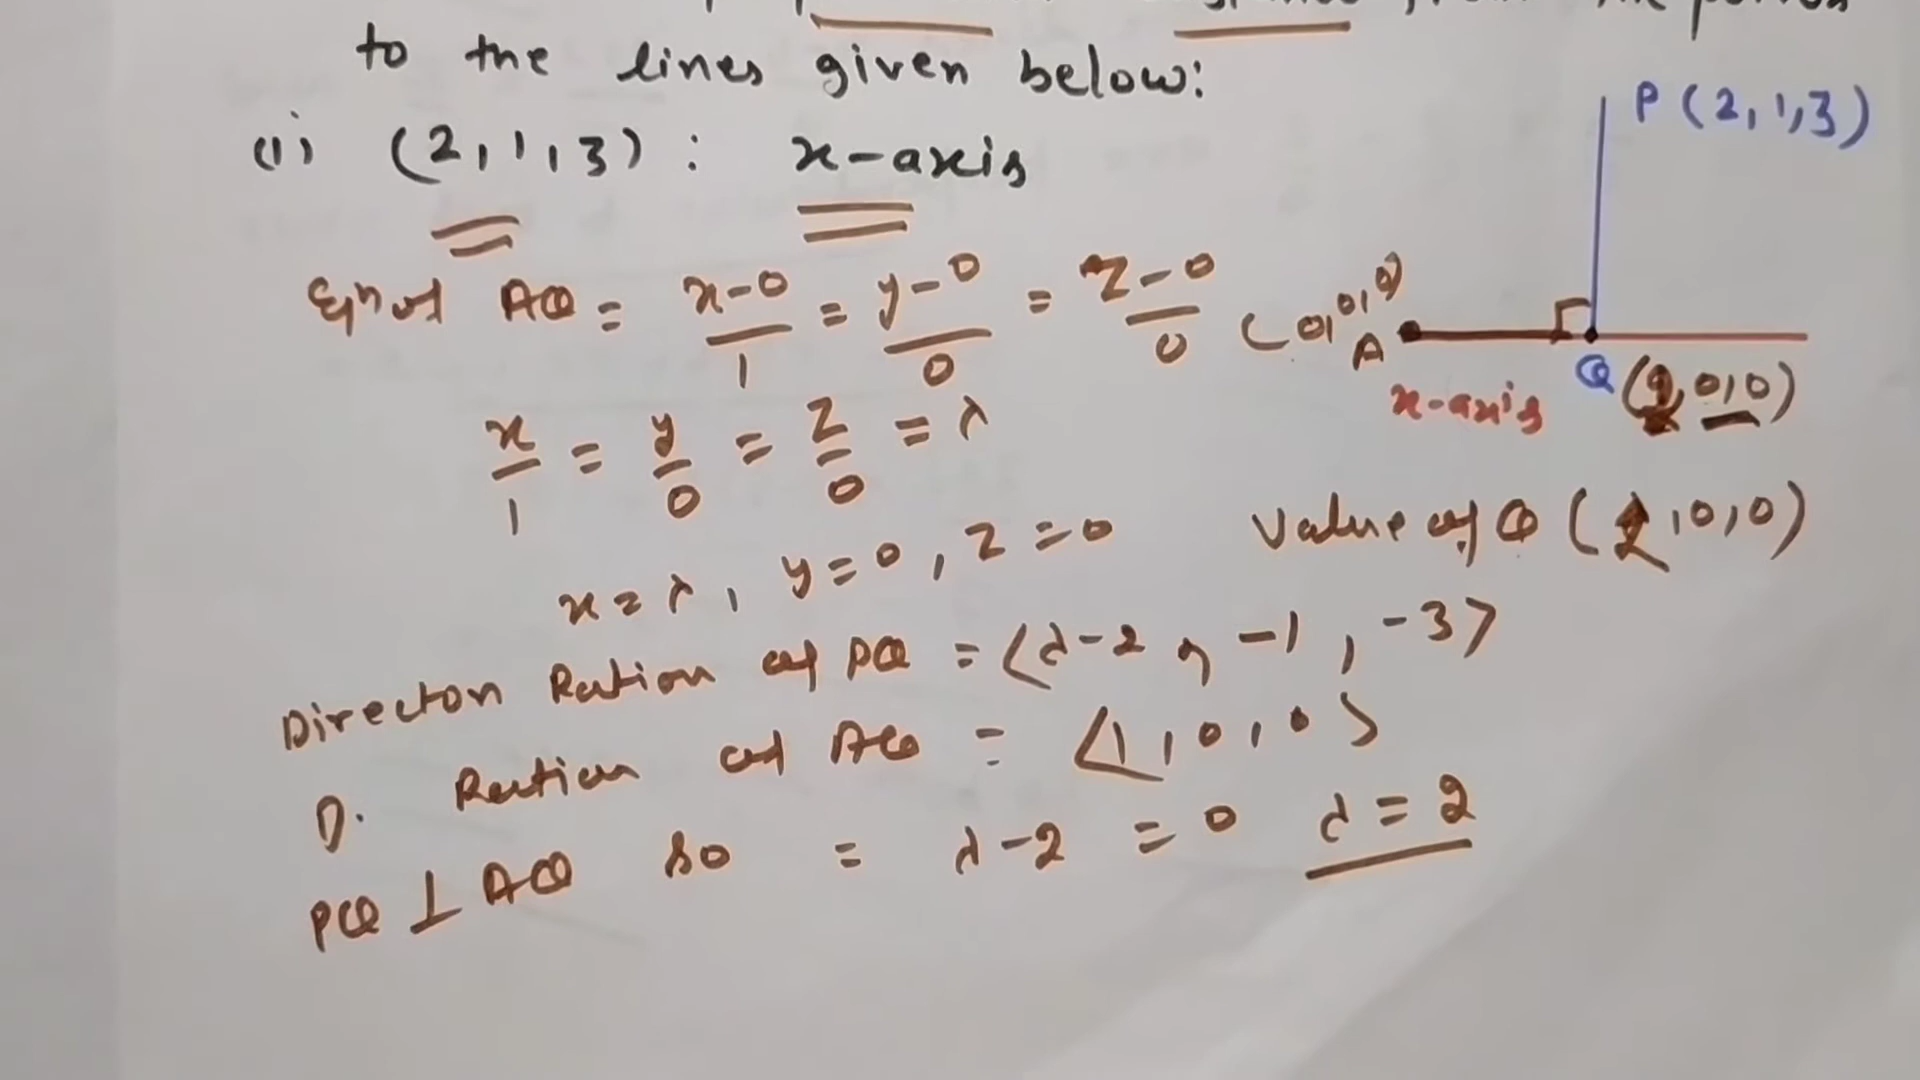 to the lines given below:
(i) (2,1,3) : x-axis
P (2,1,3)
Eqn of AQ = x-0/1 = y-0/0 = z-0/0
(0,0,0)
A
x-axis
Q (2,0,0)
x/1 = y/0 = z/0 = λ
x = λ, y = 0, z = 0
value of Q (2,0,0)
Directon Ration of PQ = <λ-2, -1, -3>
D. Ration of AQ = <1,0,0>
PQ ⊥ AQ so = λ-2 = 0 λ = 2